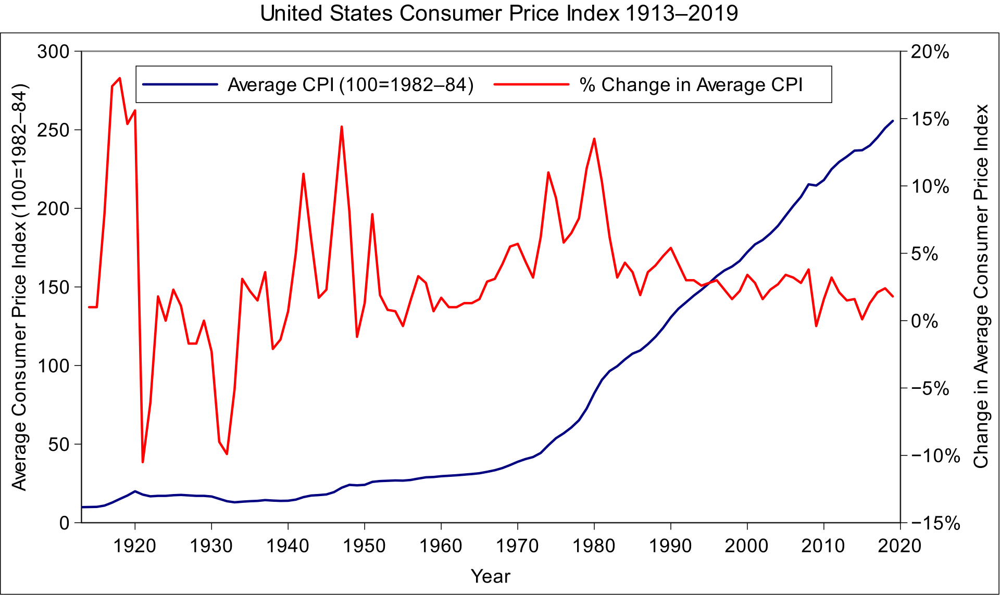 United States Consumer Price Index 1913–2019
Average CPI (100=1982–84)
% Change in Average CPI
Average Consumer Price Index (100=1982–84)
300
250
200
150
100
50
0
20%
15%
10%
5%
0%
−5%
−10%
−15%
Change in Average Consumer Price Index
1920 1930 1940 1950 1960 1970 1980 1990 2000 2010 2020
Year